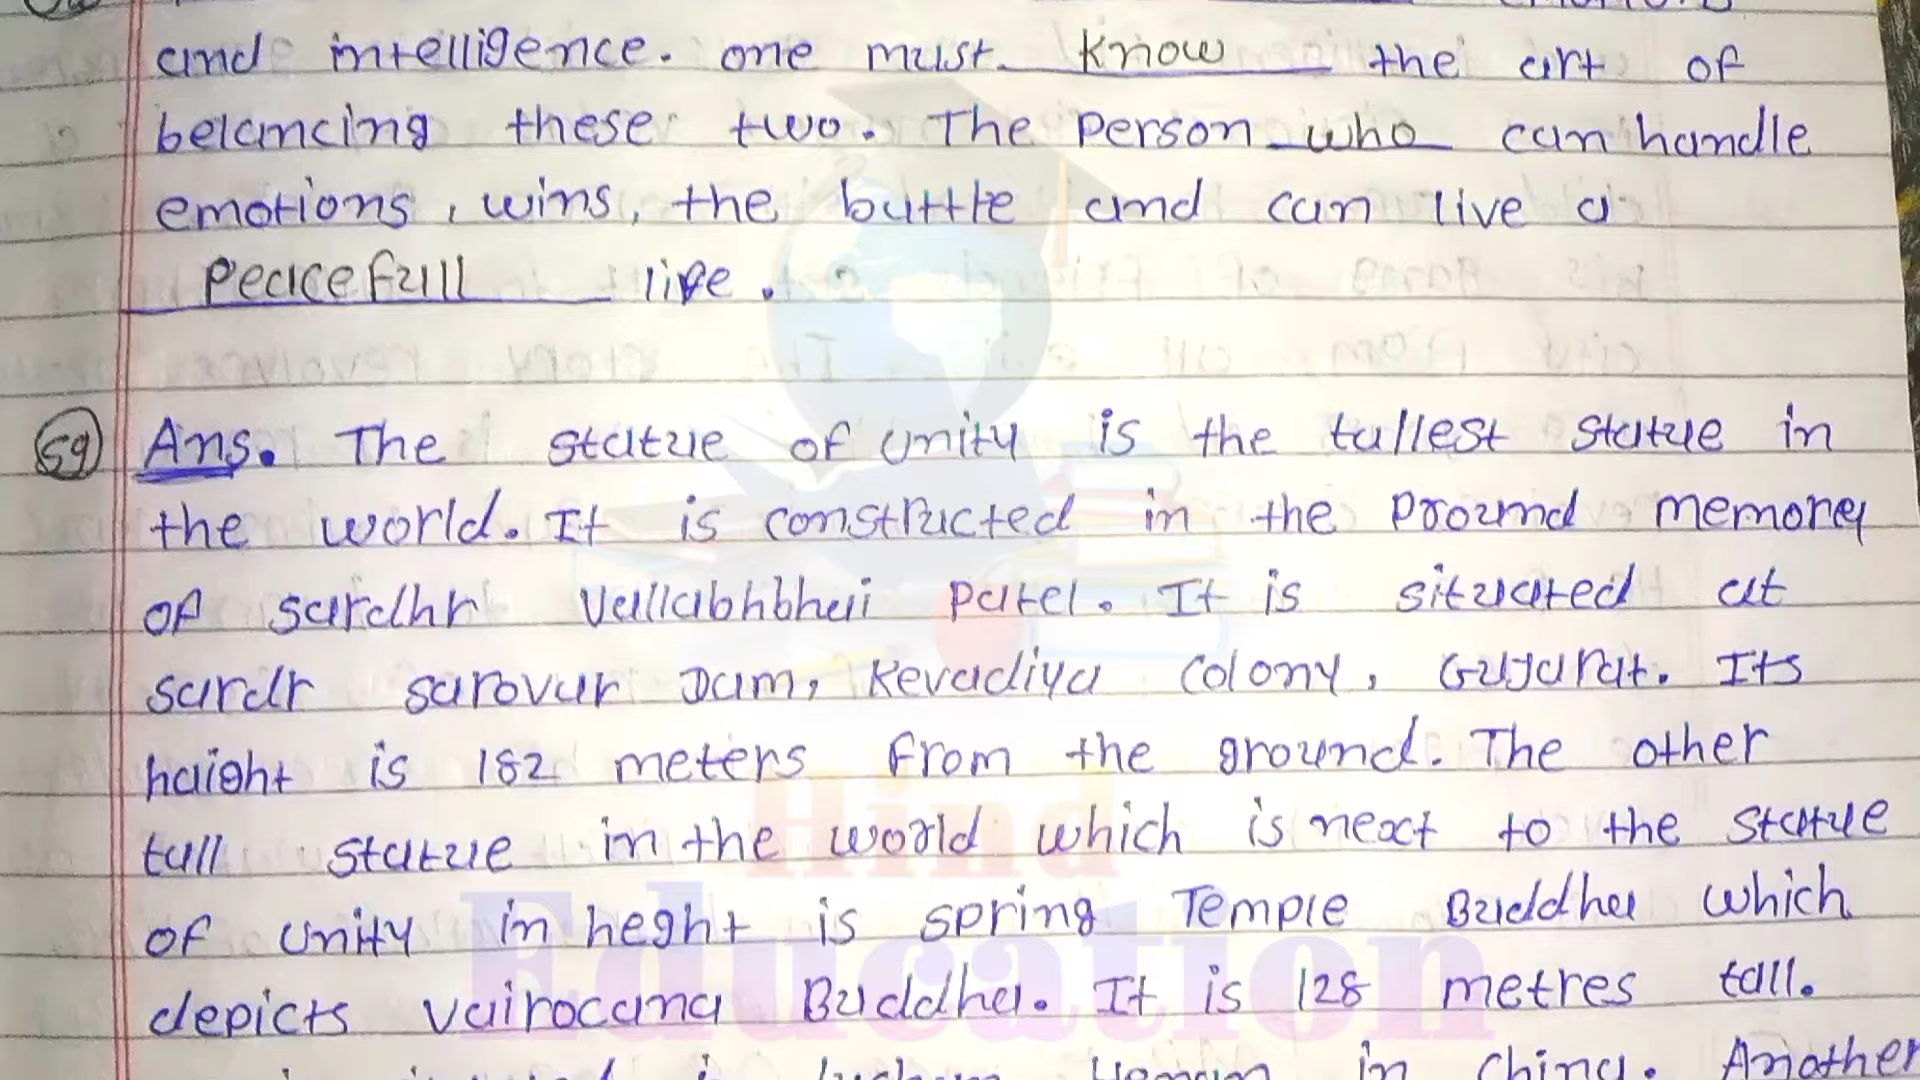 and intelligence. one must know the art of
belancing these two. The Person who can handle
emotions, wins, the battle and can live a
Peacefull life.
59 Ans. The statue of unity is the tallest statue in
the world. It is constructed in the Proumd memorey
of sardhr Vallabhbhai Patel. It is situated at
sardr sarovar Dam, Kevadiya Colony, Gujarat. Its
haight is 182 meters from the ground. The other
tall statue in the world which is next to the statue
of unity in heght is spring Temple Buddha which
depicts vairocana Buddha. It is 128 metres tall.
in China. Another
Hind
Education